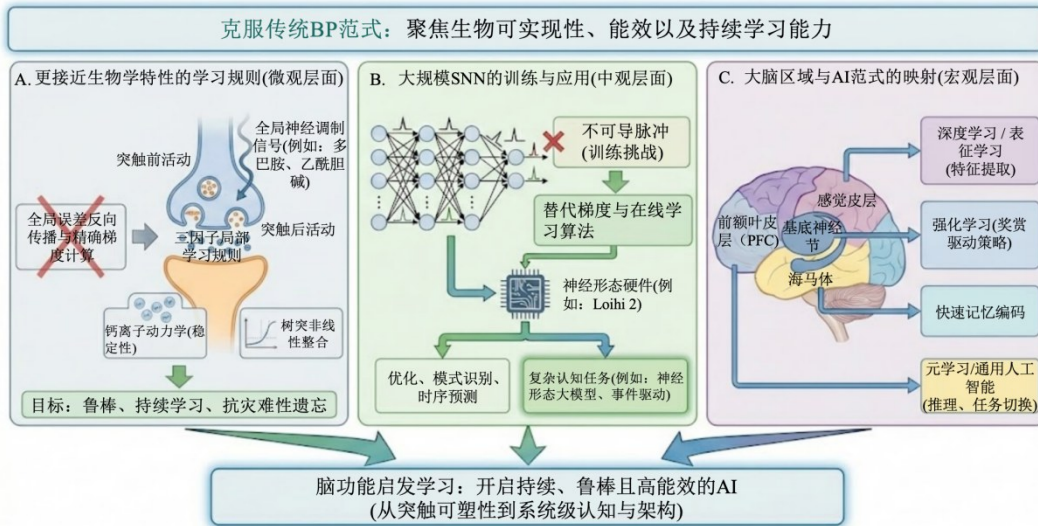 克服传统BP范式：聚焦生物可实现性、能效以及持续学习能力
A. 更接近生物学特性的学习规则(微观层面)
突触前活动
全局神经调制
信号(例如：多
巴胺、乙酰胆
碱)
全局误差反向
传播与精确梯
度计算
三因子局部
学习规则
突触后活动
钙离子动力学(稳
定性)
树突非线
性整合
目标：鲁棒、持续学习、抗灾难性遗忘
B. 大规模SNN的训练与应用(中观层面)
不可导脉冲
(训练挑战)
替代梯度与在线学
习算法
神经形态硬件(例
如：Loihi 2)
优化、模式识别、
时序预测
复杂认知任务(例如：神经
形态大模型、事件驱动)
C. 大脑区域与AI范式的映射(宏观层面)
感觉皮层
前额叶皮
层（PFC）
基底神经
节
海马体
深度学习 / 表
征学习
(特征提取)
强化学习(奖赏
驱动策略)
快速记忆编码
元学习/通用人工
智能
(推理、任务切换)
脑功能启发学习：开启持续、鲁棒且高能效的AI
(从突触可塑性到系统级认知与架构)